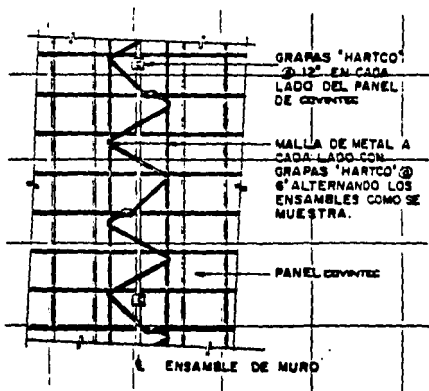 GRAPAS "HARTCO"
@ 12" EN CADA
LADO DEL PANEL
DE COVINTEC
MALLA DE METAL A
CADA LADO CON
GRAPAS "HARTCO" @
6" ALTERNANDO LOS
ENSAMBLES COMO SE
MUESTRA.
PANEL COVINTEC
℄ ENSAMBLE DE MURO